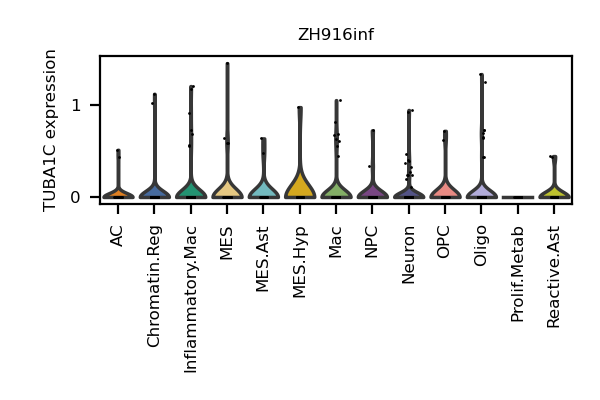 ZH916inf
TUBA1C expression
1
0
AC
Chromatin.Reg
Inflammatory.Mac
MES
MES.Ast
MES.Hyp
Mac
NPC
Neuron
OPC
Oligo
Prolif.Metab
Reactive.Ast